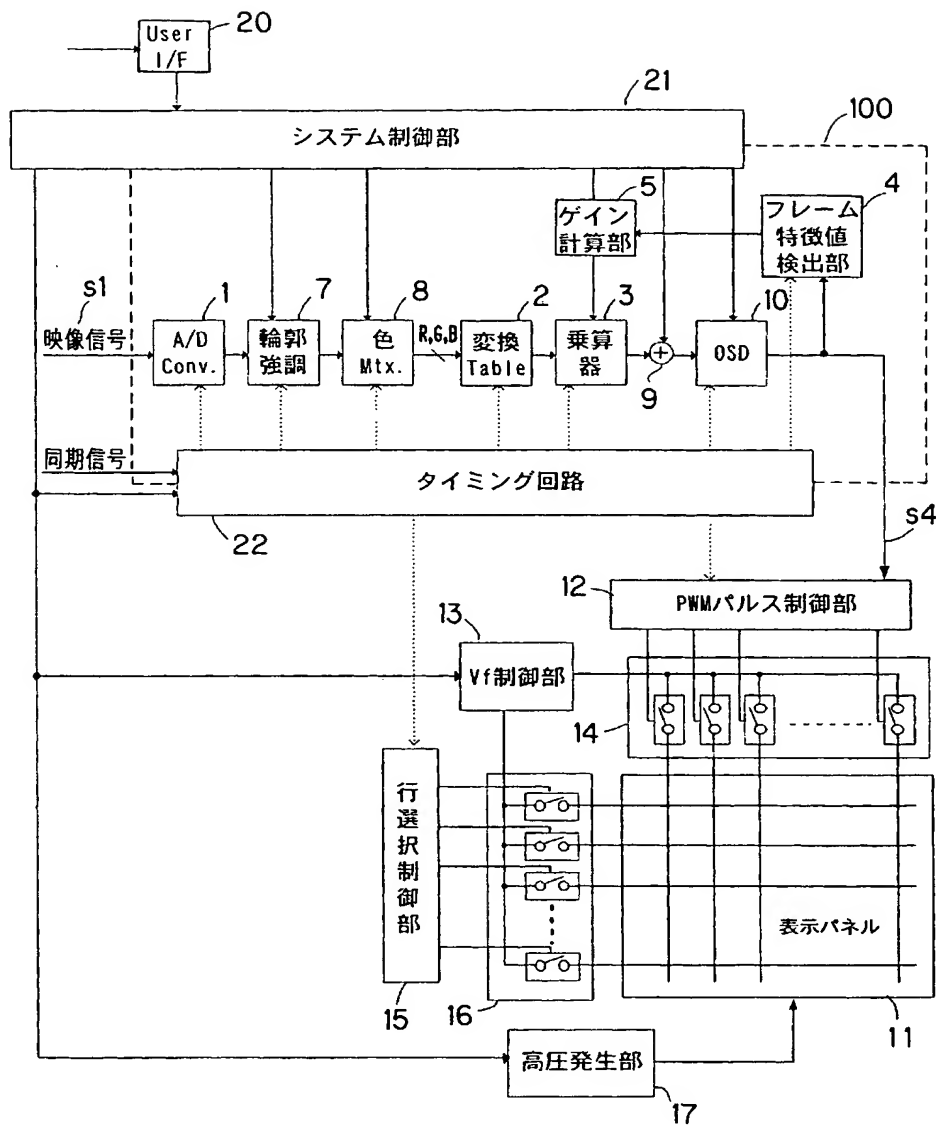 User
I/F
20
21
システム制御部
100
5
ゲイン
計算部
4
フレーム
特徴値
検出部
s1
映像信号
1
A/D
Conv.
7
輪郭
強調
8
色
Mtx.
R,G,B
2
変換
Table
3
乗算
器
9
10
OSD
同期信号
タイミング回路
22
s4
12
PWMパルス制御部
13
Vf制御部
14
行選択制御部
15
16
表示パネル
11
高圧発生部
17